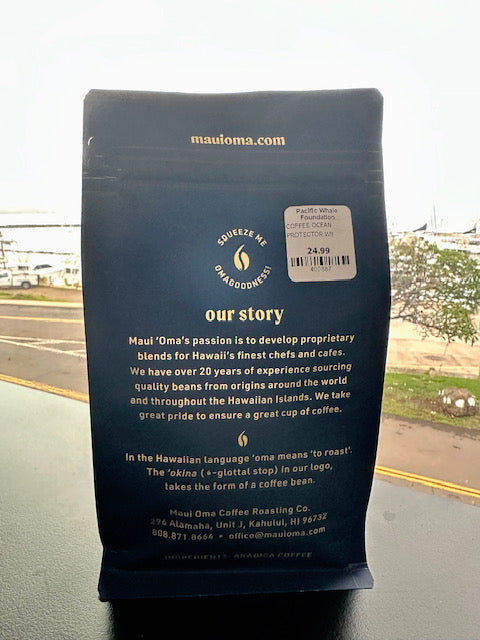 mauioma.com
SQUEEZE ME
OMAGOODNESS!
Pacific Whale
Foundation
COFFEE OCEAN
PROTECTOR WB
24.99
400387
our story
Maui ʻOma's passion is to develop proprietary
blends for Hawaii's finest chefs and cafes.
We have over 20 years of experience sourcing
quality beans from origins around the world
and throughout the Hawaiian Islands. We take
great pride to ensure a great cup of coffee.
In the Hawaiian language ʻoma means 'to roast'.
The ʻokina (•-glottal stop) in our logo,
takes the form of a coffee bean.
Maui Oma Coffee Roasting Co.
296 Alamaha, Unit J, Kahului, HI 96732
808.871.8664 • office@mauioma.com
INGREDIENTS: ARABICA COFFEE